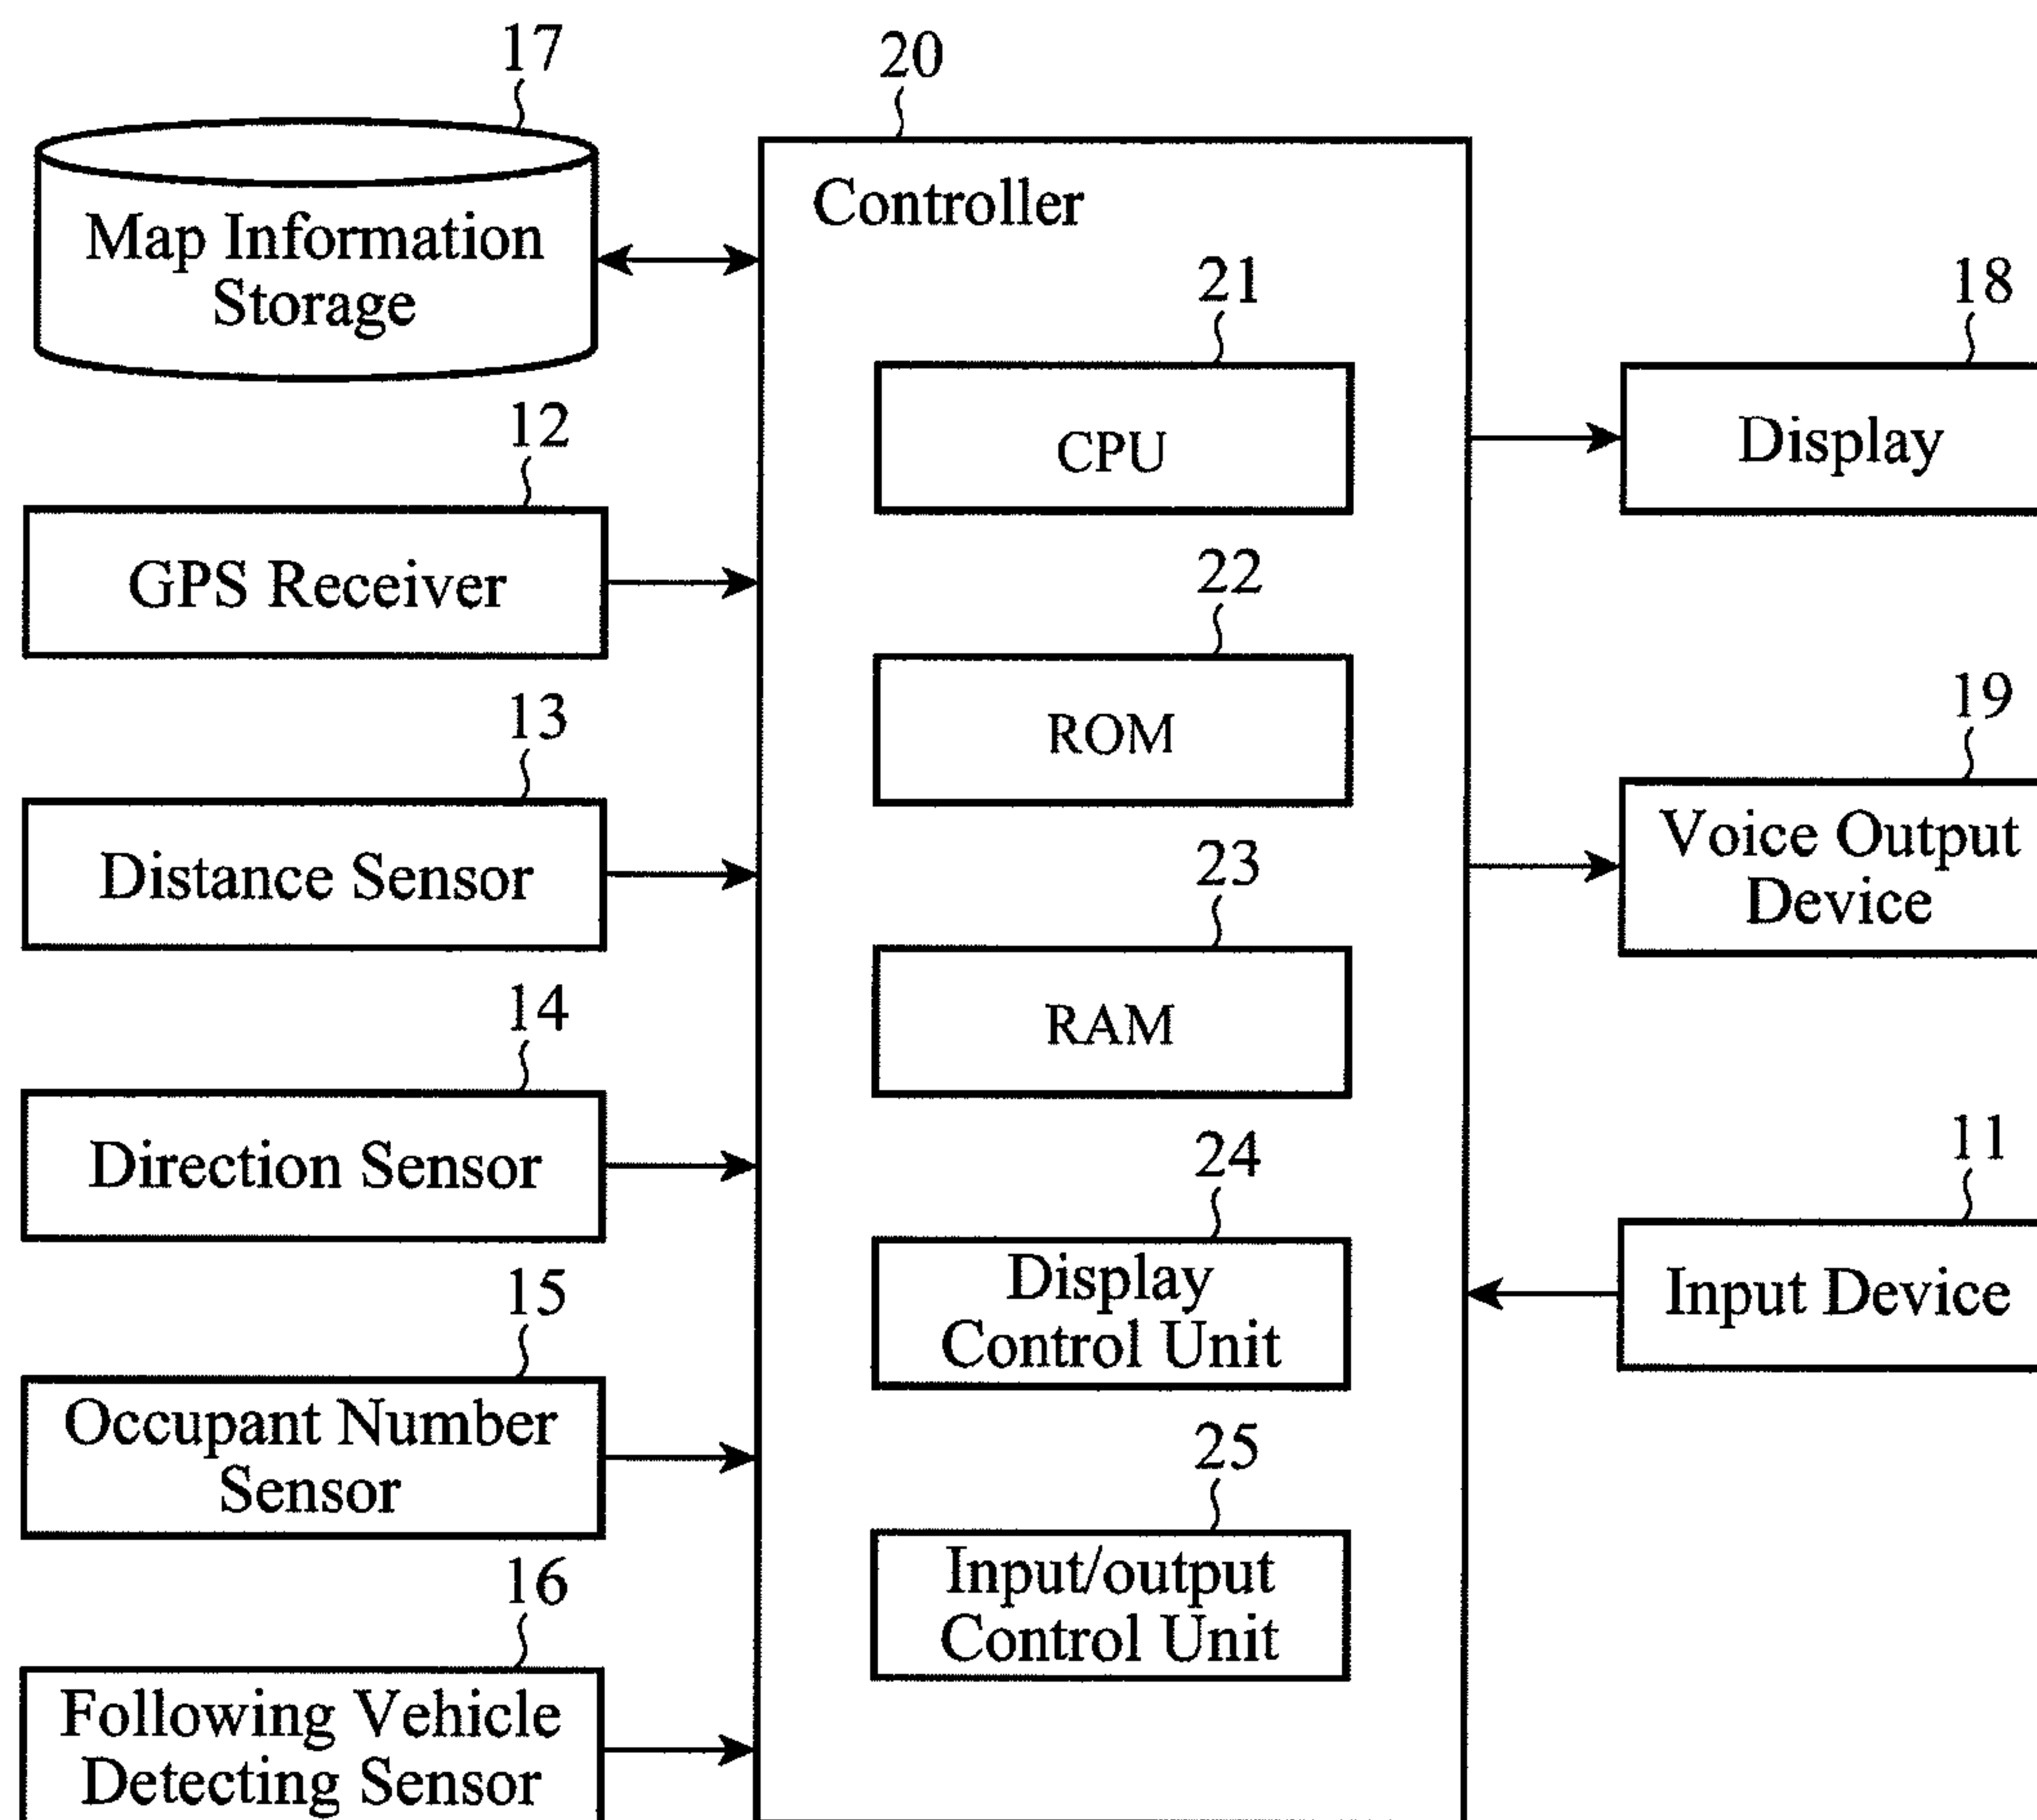 17
Map Information
Storage
12
GPS Receiver
13
Distance Sensor
14
Direction Sensor
15
Occupant Number
Sensor
16
Following Vehicle
Detecting Sensor
20
Controller
21
CPU
22
ROM
23
RAM
24
Display
Control Unit
25
Input/output
Control Unit
18
Display
19
Voice Output
Device
11
Input Device